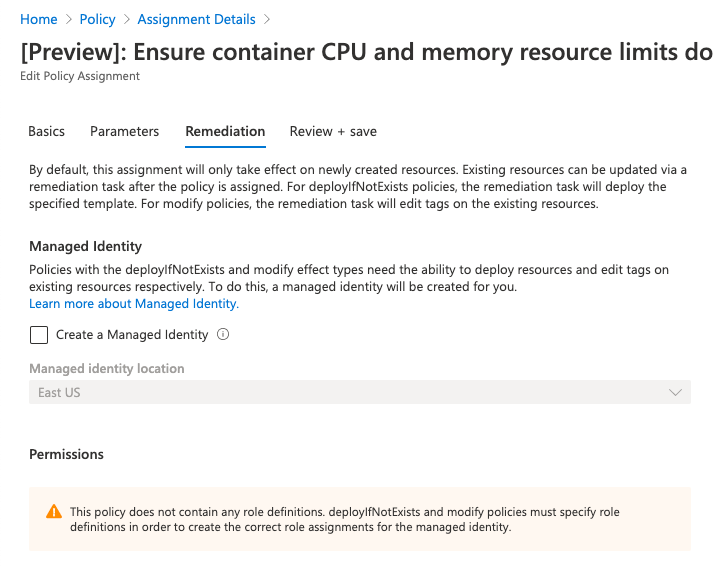 Home > Policy > Assignment Details >
[Preview]: Ensure container CPU and memory resource limits do
Edit Policy Assignment
Basics Parameters Remediation Review + save
By default, this assignment will only take effect on newly created resources. Existing resources can be updated via a
remediation task after the policy is assigned. For deployIfNotExists policies, the remediation task will deploy the
specified template. For modify policies, the remediation task will edit tags on the existing resources.
Managed Identity
Policies with the deployIfNotExists and modify effect types need the ability to deploy resources and edit tags on
existing resources respectively. To do this, a managed identity will be created for you.
Learn more about Managed Identity.
Create a Managed Identity
Managed identity location
East US
Permissions
This policy does not contain any role definitions. deployIfNotExists and modify policies must specify role
definitions in order to create the correct role assignments for the managed identity.